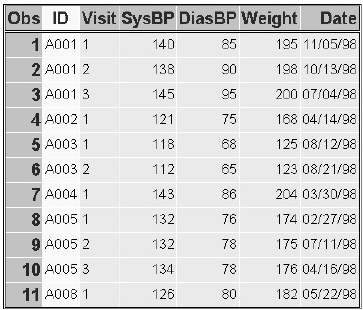 Obs ID Visit SysBP DiasBP Weight Date
1 A001 1 140 85 195 11/05/98
2 A001 2 138 90 198 10/13/98
3 A001 3 145 95 200 07/04/98
4 A002 1 121 75 168 04/14/98
5 A003 1 118 68 125 08/12/98
6 A003 2 112 65 123 08/21/98
7 A004 1 143 86 204 03/30/98
8 A005 1 132 76 174 02/27/98
9 A005 2 132 78 175 07/11/98
10 A005 3 134 78 176 04/16/98
11 A008 1 126 80 182 05/22/98